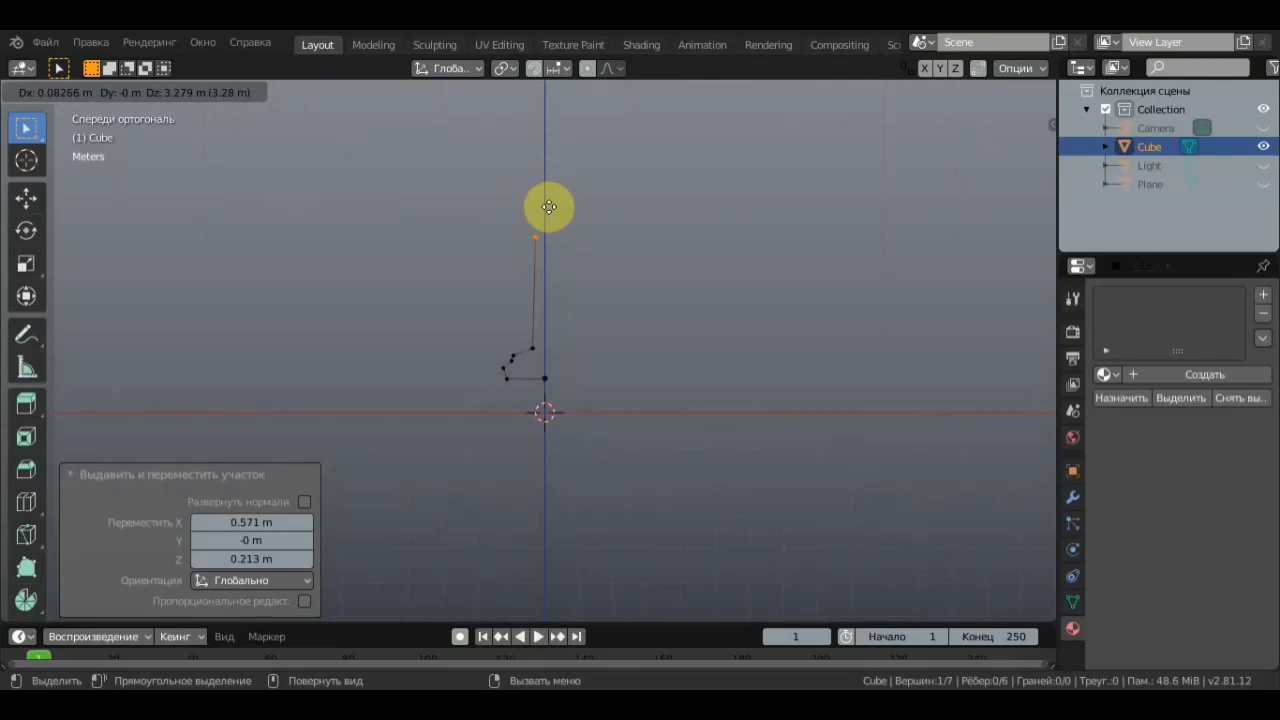 Файл Правка Рендеринг Окно Справка Layout Modeling Sculpting UV Editing Texture Paint Shading Animation Rendering Compositing Sc Scene View Layer
Глоба.. X Y Z Опции
Dx: 0.08266 m Dy: -0 m Dz: 3.279 m (3.28 m)
Спереди ортогональ
(1) Cube
Meters
Коллекция сцены
Collection
Camera
Cube
Light
Plane
Создать
Назначить Выделить Снять вы..
Выдавить и переместить участок
Развернуть нормали
Переместить X 0.571 m
Y -0 m
Z 0.213 m
Ориентация Глобально
Пропорциональное редакт.
Воспроизведение Кеинг Вид Маркер 1 Начало 1 Конец 250
1
Выделить Прямоугольное выделение Повернуть вид Вызвать меню Cube | Вершин:1/7 | Рёбер:0/6 | Граней:0/0 | Треуг.:0 | Пам.: 48.6 MiB | v2.81.12